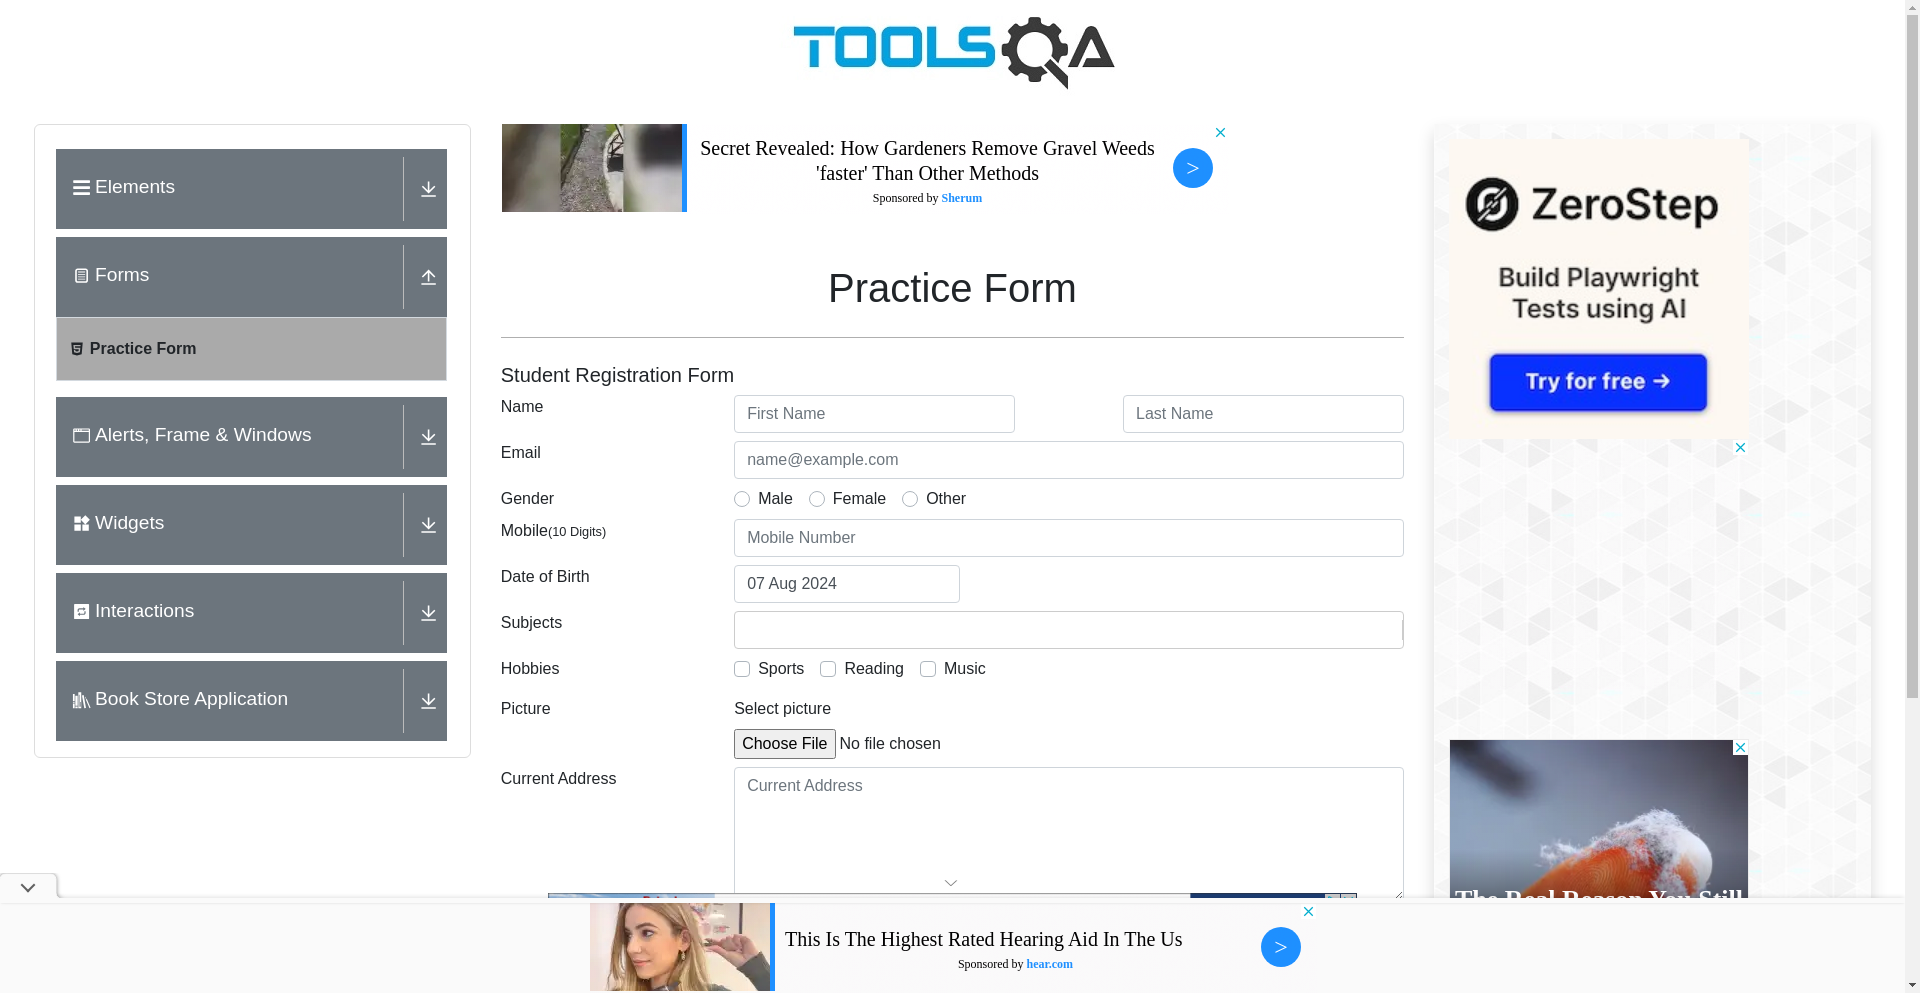 TOOLSQA
Elements
Forms
Practice Form
Alerts, Frame & Windows
Widgets
Interactions
Book Store Application
Secret Revealed: How Gardeners Remove Gravel Weeds
'faster' Than Other Methods
Sponsored by Sherum
>
Practice Form
Student Registration Form
Name
First Name
Last Name
Email
name@example.com
Gender
Male
Female
Other
Mobile(10 Digits)
Mobile Number
Date of Birth
07 Aug 2024
Subjects
Hobbies
Sports
Reading
Music
Picture
Select picture
Choose File No file chosen
Current Address
Current Address
ZeroStep
Build Playwright
Tests using AI
Try for free →
The Real Reason You Still
This Is The Highest Rated Hearing Aid In The Us
Sponsored by hear.com
>